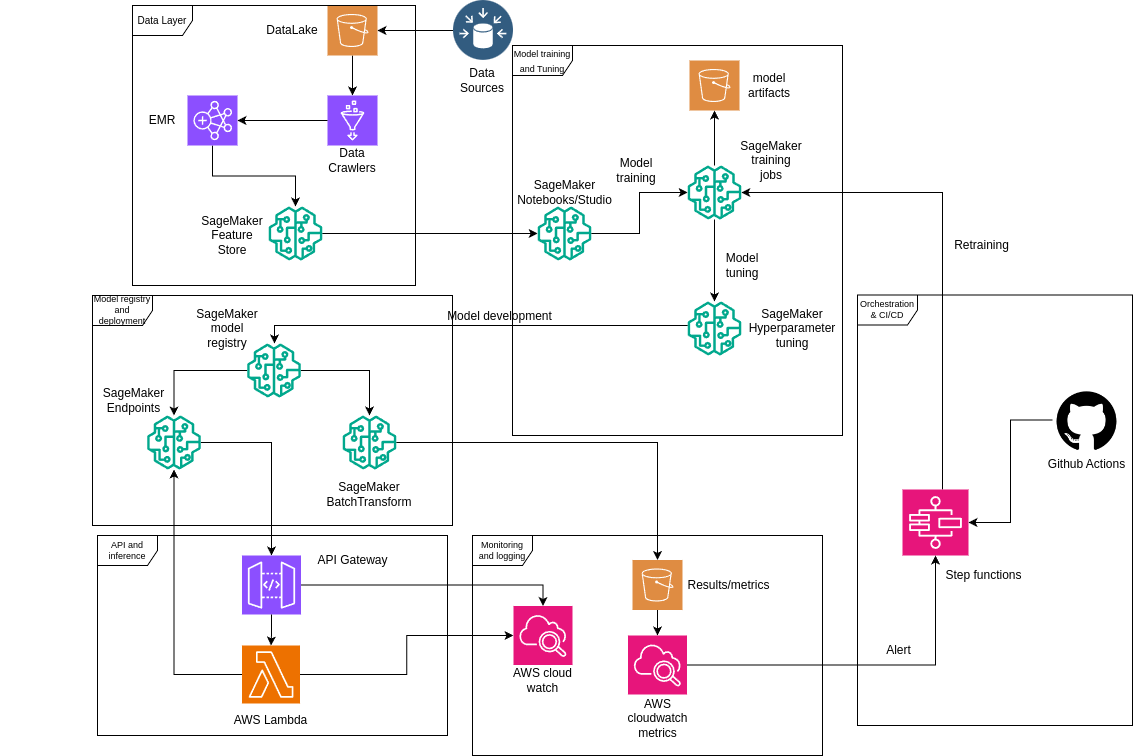 Data Layer
DataLake
Data
Sources
EMR
Data
Crawlers
SageMaker
Feature
Store
Model training
and Tuning
model
artifacts
SageMaker
training
jobs
Model
training
SageMaker
Notebooks/Studio
Model
tuning
SageMaker
Hyperparameter
tuning
Retraining
Model registry
and
deployment
SageMaker
model
registry
Model development
SageMaker
Endpoints
SageMaker
BatchTransform
Orchestration
& CI/CD
Github Actions
Step functions
API and
inference
API Gateway
AWS Lambda
Monitoring
and logging
Results/metrics
AWS cloud
watch
AWS
cloudwatch
metrics
Alert